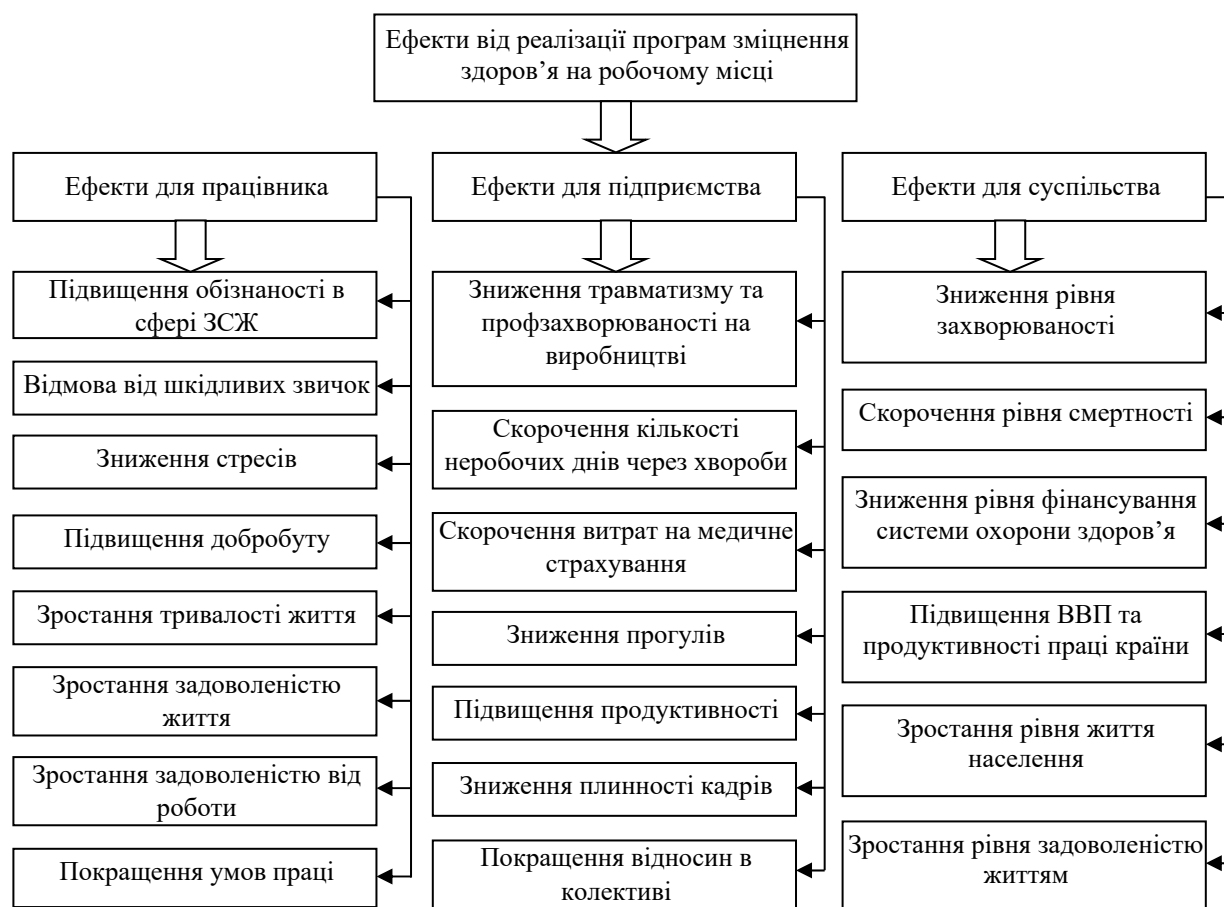 Ефекти від реалізації програм зміцнення
здоров’я на робочому місці
Ефекти для працівника
Підвищення обізнаності в
сфері ЗСЖ
Відмова від шкідливих звичок
Зниження стресів
Підвищення добробуту
Зростання тривалості життя
Зростання задоволеністю
життя
Зростання задоволеністю від
роботи
Покращення умов праці
Ефекти для підприємства
Зниження травматизму та
профзахворюваності на
виробництві
Скорочення кількості
неробочих днів через хвороби
Скорочення витрат на медичне
страхування
Зниження прогулів
Підвищення продуктивності
Зниження плинності кадрів
Покращення відносин в
колективі
Ефекти для суспільства
Зниження рівня
захворюваності
Скорочення рівня смертності
Зниження рівня фінансування
системи охорони здоров’я
Підвищення ВВП та
продуктивності праці країни
Зростання рівня життя
населення
Зростання рівня задоволеністю
життям